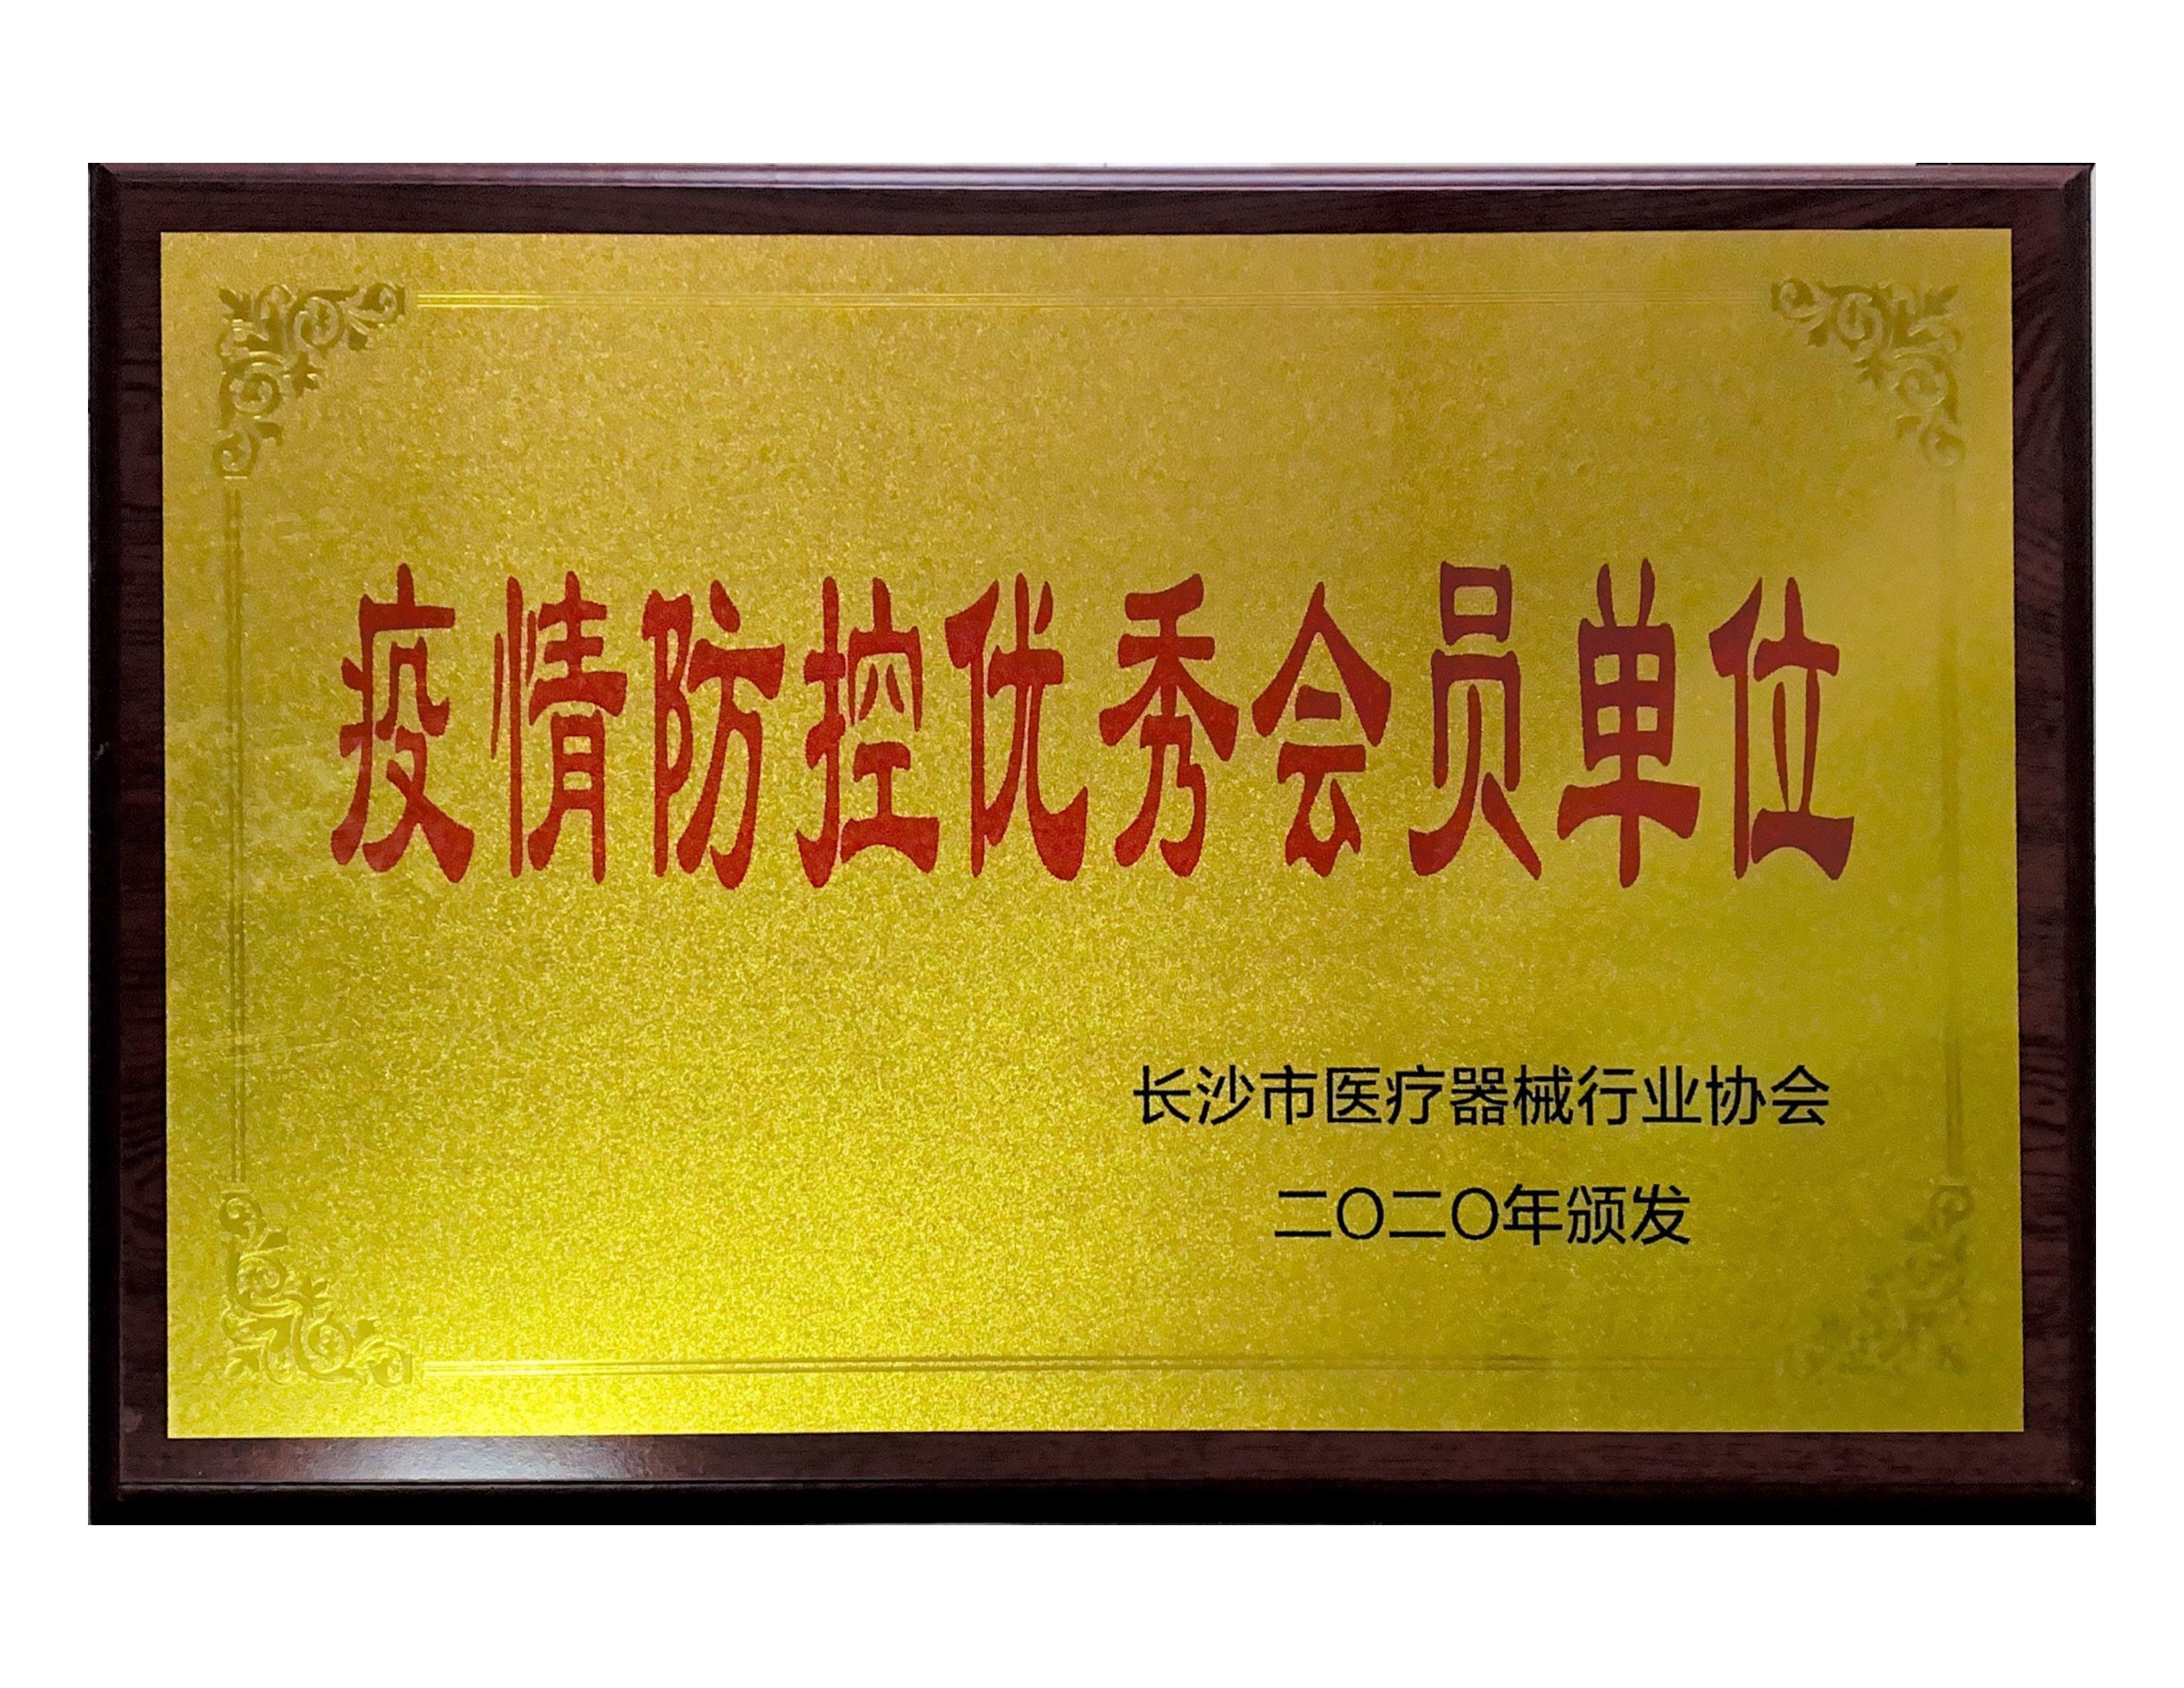 疫情防控优秀会员单位
长沙市医疗器械行业协会
二〇二〇年颁发